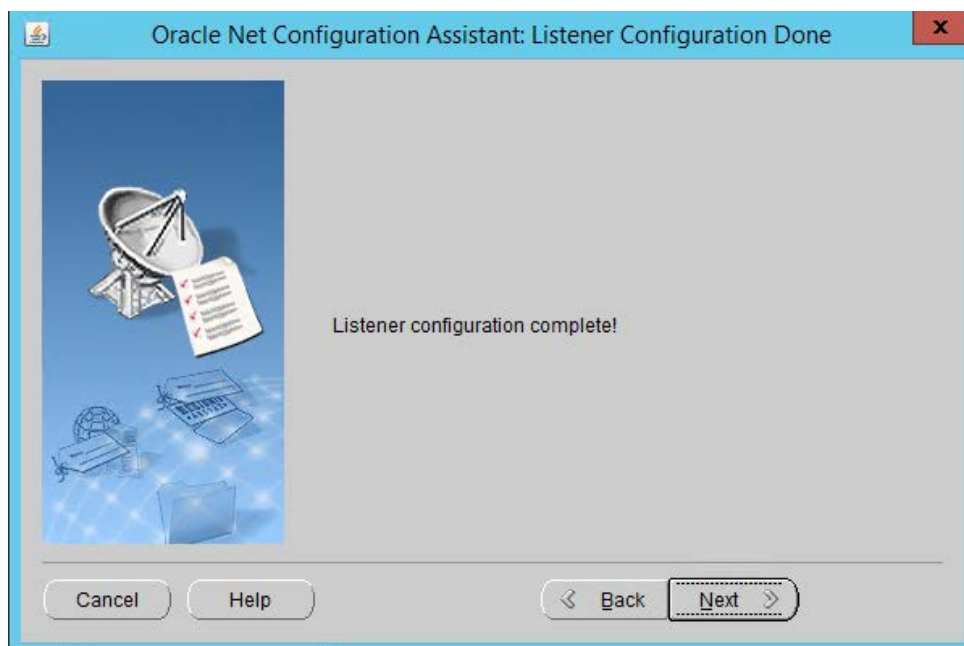 Oracle Net Configuration Assistant: Listener Configuration Done
x
Listener configuration complete!
Cancel
Help
Back
Next